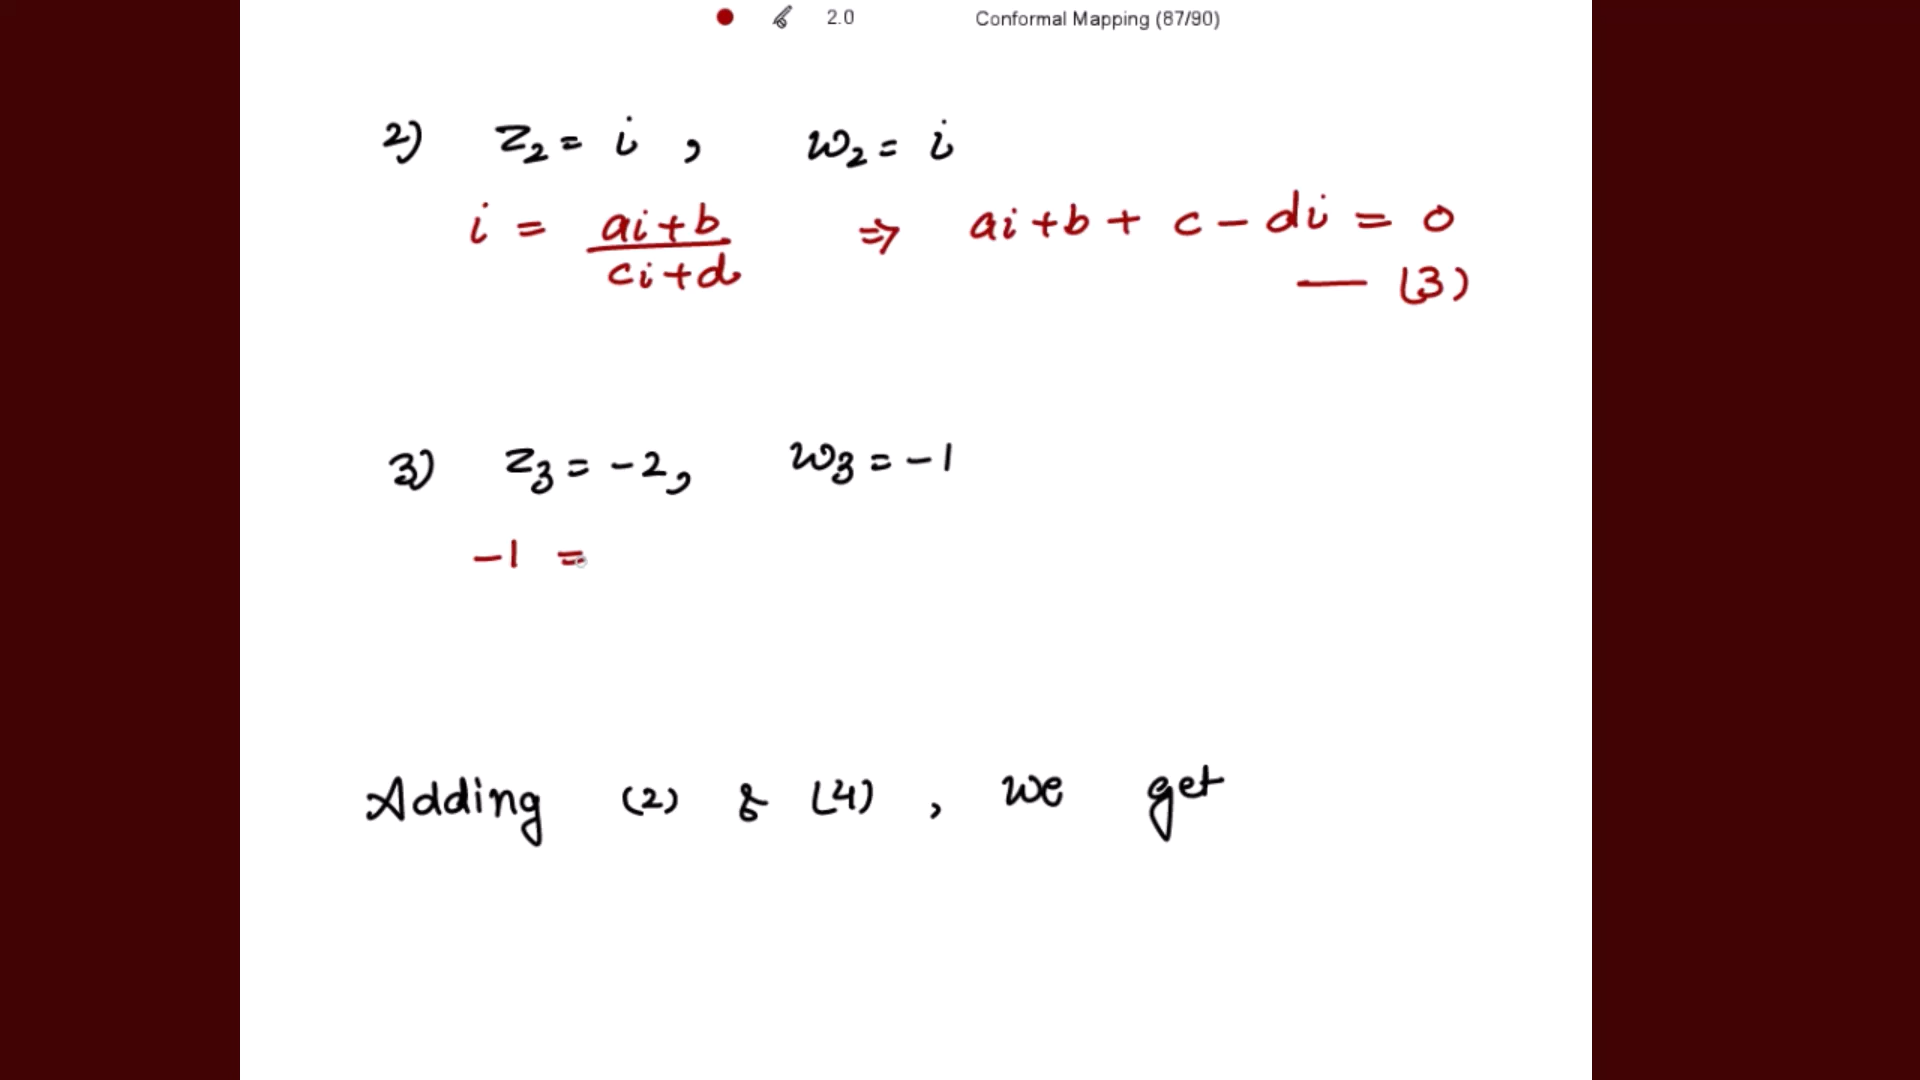 2.0 Conformal Mapping (87/90)
2) z₂ = i , w₂ = i
i = (ai+b)/(ci+d) ⇒ ai+b+c-di = 0
— (3)
3) z₃ = -2, w₃ = -1
-1 =
Adding (2) & (4) , we get